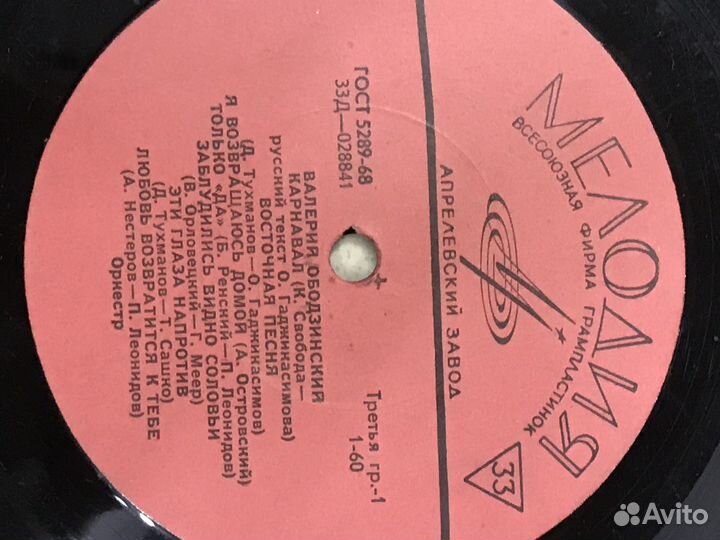 МЕЛОДИЯ
ВСЕСОЮЗНАЯ ФИРМА ГРАМПЛАСТИНОК
33
АПРЕЛЕВСКИЙ ЗАВОД
ГОСТ 5289-68
33Д—028841
Третья гр.-1
1-60
ВАЛЕРИЙ ОБОДЗИНСКИЙ
КАРНАВАЛ (К. Свобода—
русский текст О. Гаджикасимова)
ВОСТОЧНАЯ ПЕСНЯ
(Д. Тухманов—О. Гаджикасимов)
Я ВОЗВРАЩАЮСЬ ДОМОЙ (А. Островский)
ТОЛЬКО «ДА» (Б. Ренский—П. Леонидов)
ЗАБЛУДИЛИСЬ ВИДНО СОЛОВЬИ
(В. Орловецкий—Г. Меер)
ЭТИ ГЛАЗА НАПРОТИВ
(Д. Тухманов—Т. Сашко)
ЛЮБОВЬ ВОЗВРАТИТСЯ К ТЕБЕ
(А. Нестеров—П. Леонидов)
Оркестр
Avito